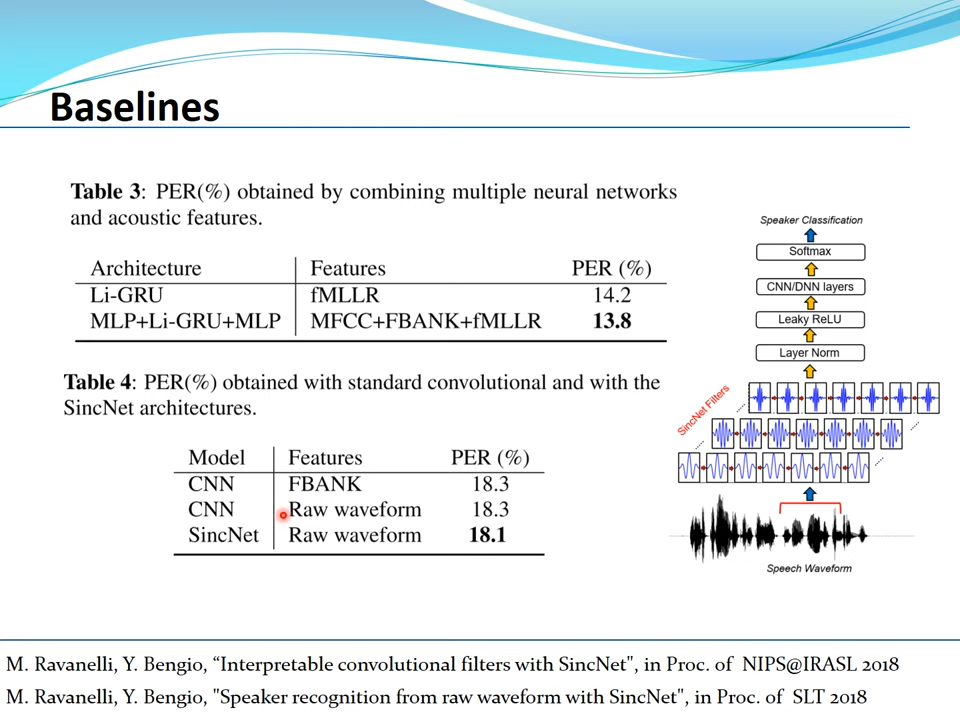 Baselines
Table 3: PER(%) obtained by combining multiple neural networks
and acoustic features.
Architecture Features PER (%)
Li-GRU fMLLR 14.2
MLP+Li-GRU+MLP MFCC+FBANK+fMLLR 13.8
Table 4: PER(%) obtained with standard convolutional and with the
SincNet architectures.
Model Features PER (%)
CNN FBANK 18.3
CNN Raw waveform 18.3
SincNet Raw waveform 18.1
Speaker Classification
Softmax
CNN/DNN layers
Leaky ReLU
Layer Norm
SincNet Filters
Speech Waveform
M. Ravanelli, Y. Bengio, “Interpretable convolutional filters with SincNet", in Proc. of NIPS@IRASL 2018
M. Ravanelli, Y. Bengio, "Speaker recognition from raw waveform with SincNet", in Proc. of SLT 2018